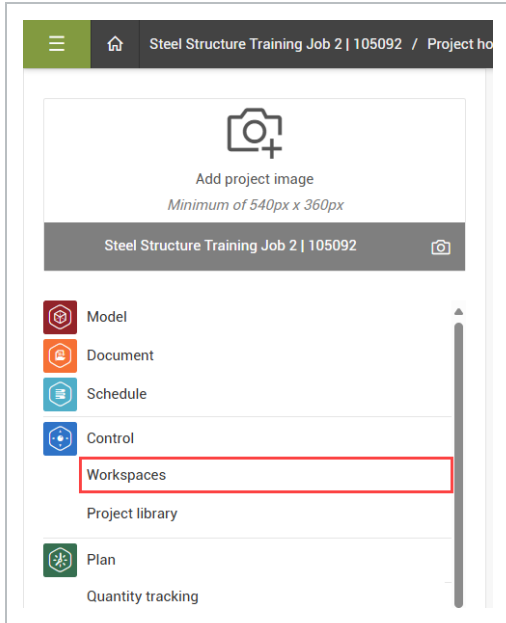 Steel Structure Training Job 2 | 105092 / Project ho
Add project image
Minimum of 540px x 360px
Steel Structure Training Job 2 | 105092
Model
Document
Schedule
Control
Workspaces
Project library
Plan
Quantity tracking